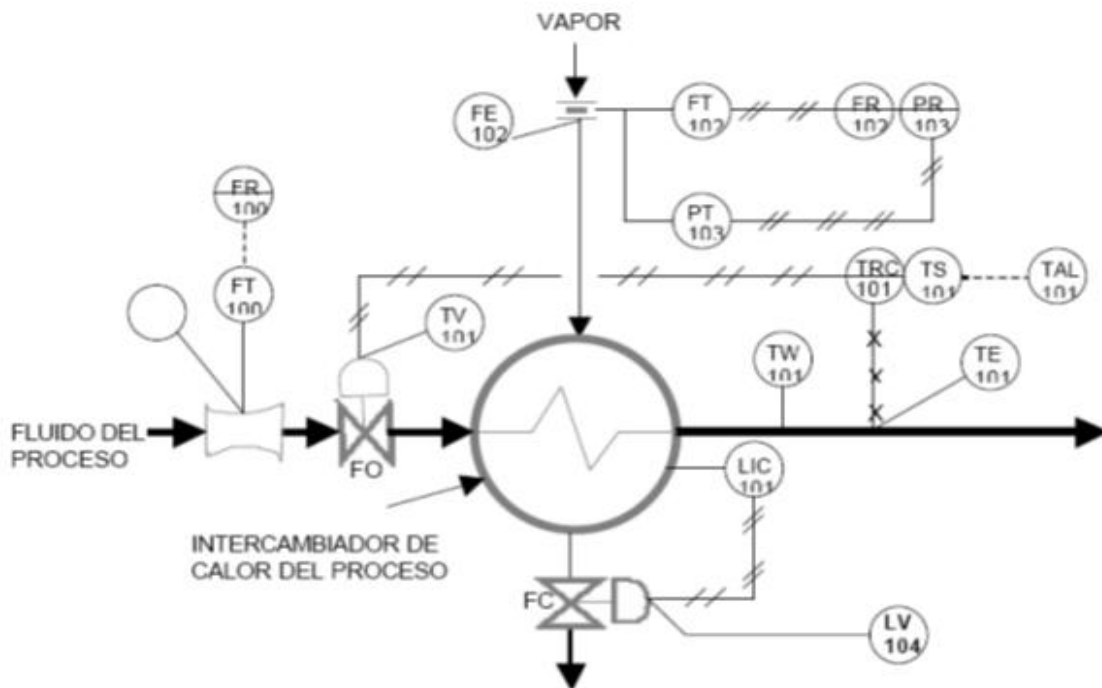 VAPOR
FE
102
FT
102
FR
102
PR
103
PT
103
FR
100
FT
100
TRC
101
TS
101
TAL
101
TV
101
TW
101
TE
101
FLUIDO DEL
PROCESO
FO
LIC
101
INTERCAMBIADOR DE
CALOR DEL PROCESO
FC
LV
104